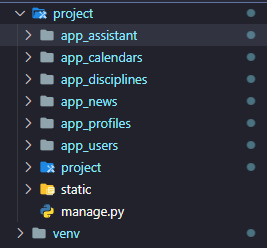 project
app_assistant
app_calendars
app_disciplines
app_news
app_profiles
app_users
project
static
manage.py
venv